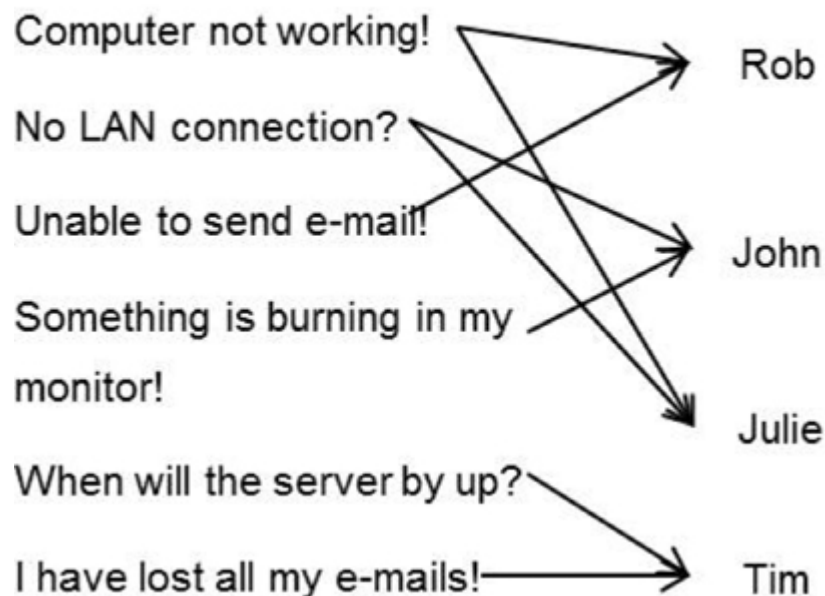 Computer not working!
Rob
No LAN connection?
Unable to send e-mail!
John
Something is burning in my
monitor!
Julie
When will the server by up?
I have lost all my e-mails!
Tim